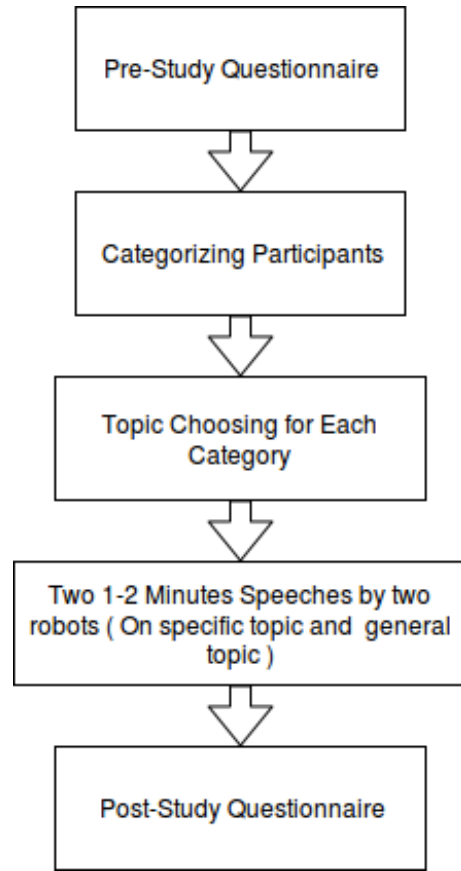 Pre-Study Questionnaire
Categorizing Participants
Topic Choosing for Each
Category
Two 1-2 Minutes Speeches by two
robots ( On specific topic and general
topic )
Post-Study Questionnaire